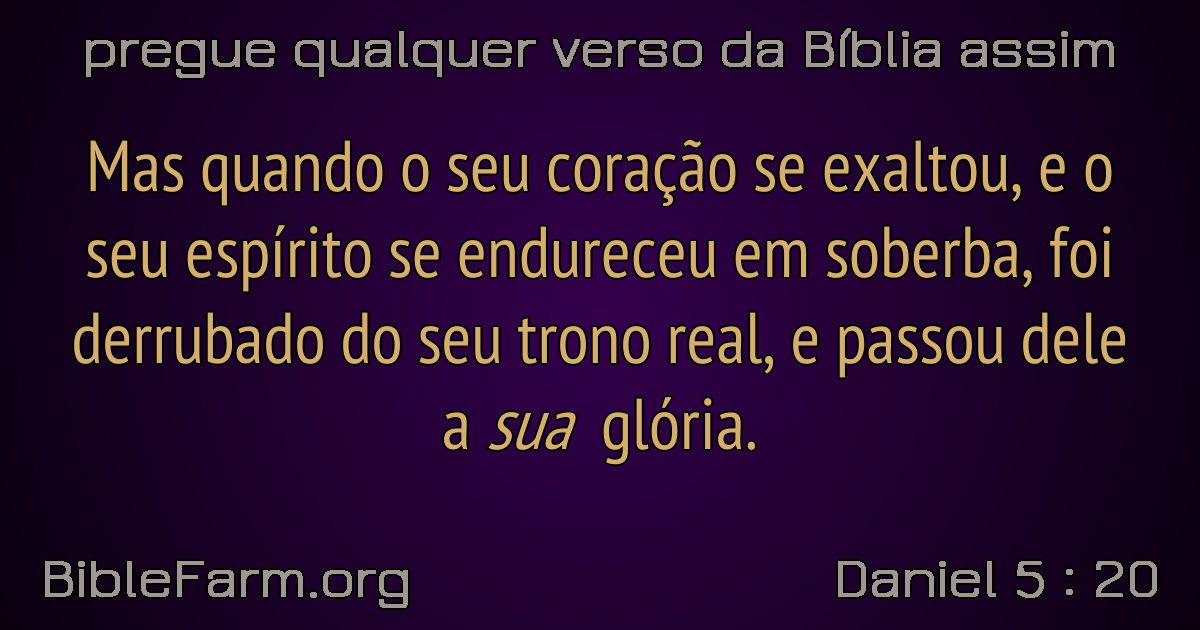 pregue qualquer verso da Bíblia assim
Mas quando o seu coração se exaltou, e o
seu espírito se endureceu em soberba, foi
derrubado do seu trono real, e passou dele
a sua glória.
BibleFarm.org
Daniel 5 : 20